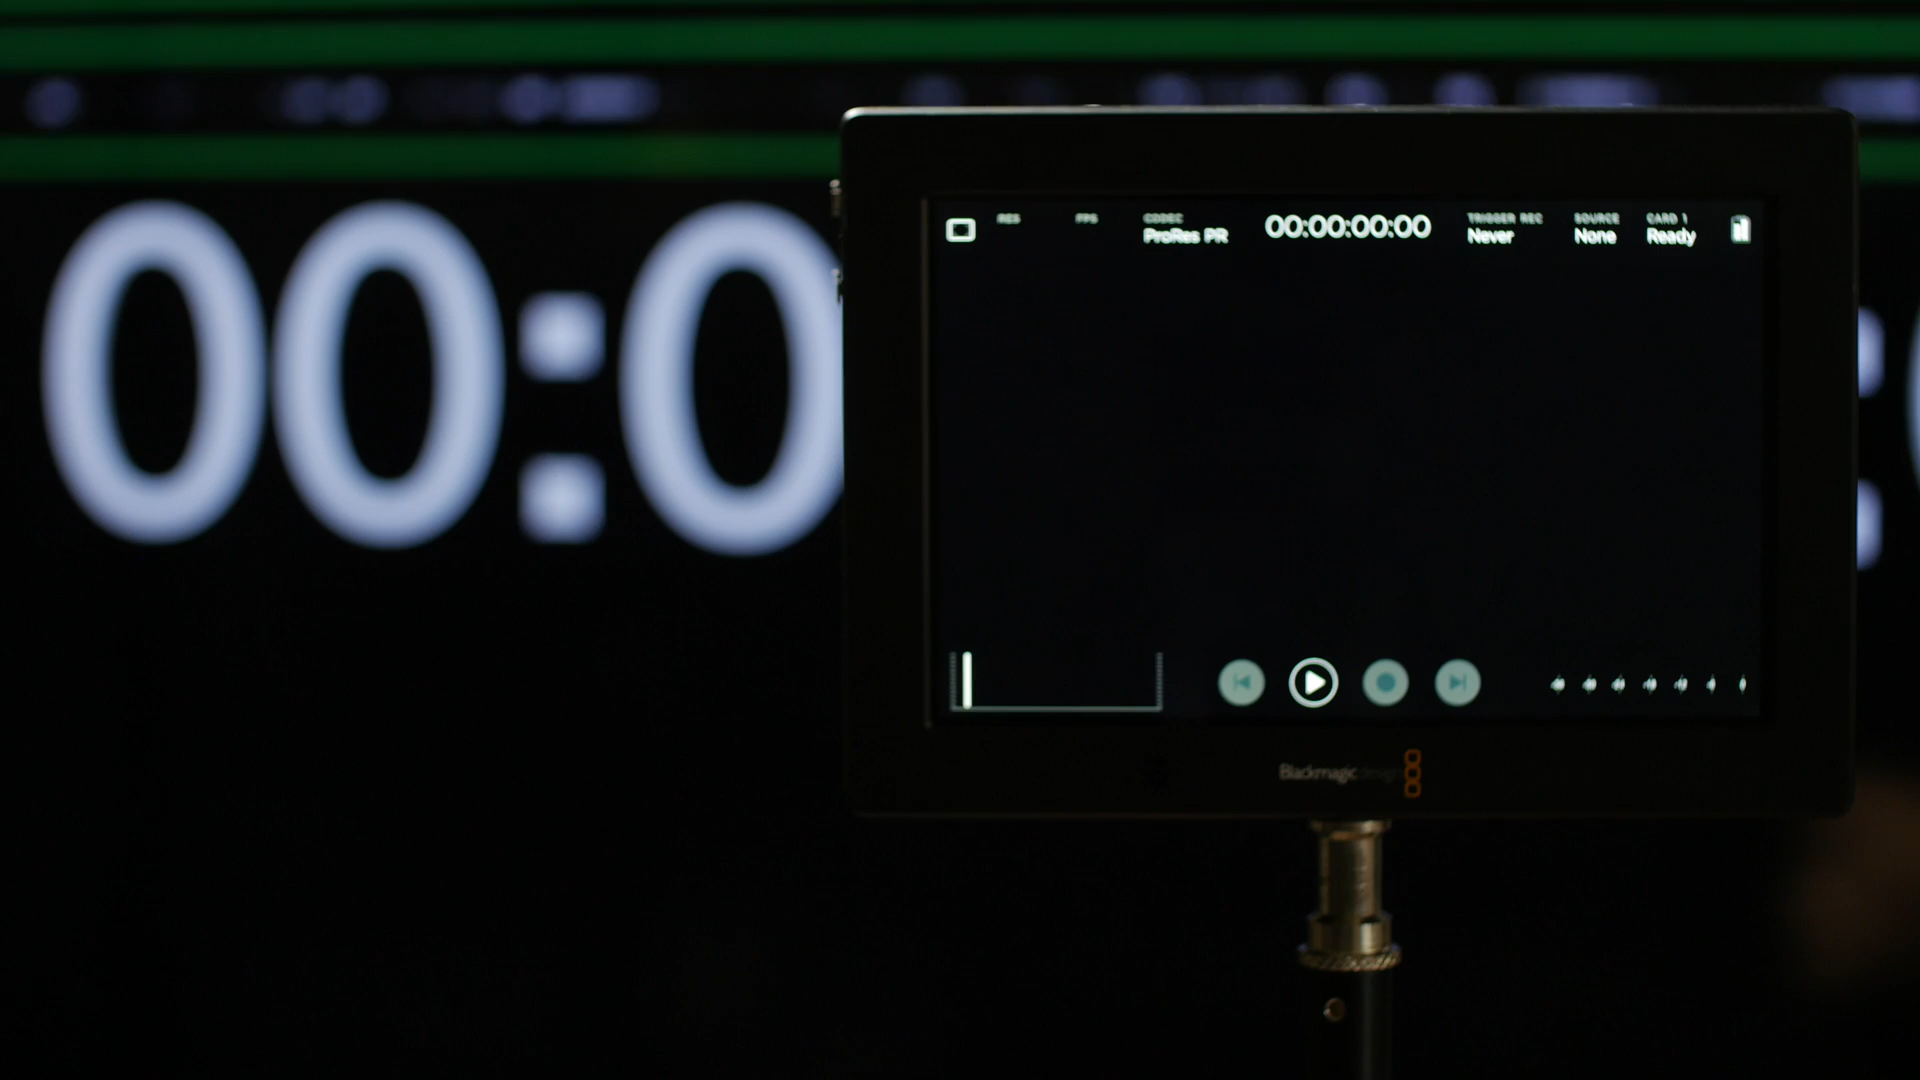 00:0
RES FPS CODEC TRIGGER REC SOURCE CARD 1
ProRes PR 00:00:00:00 Never None Ready
Blackmagicdesign